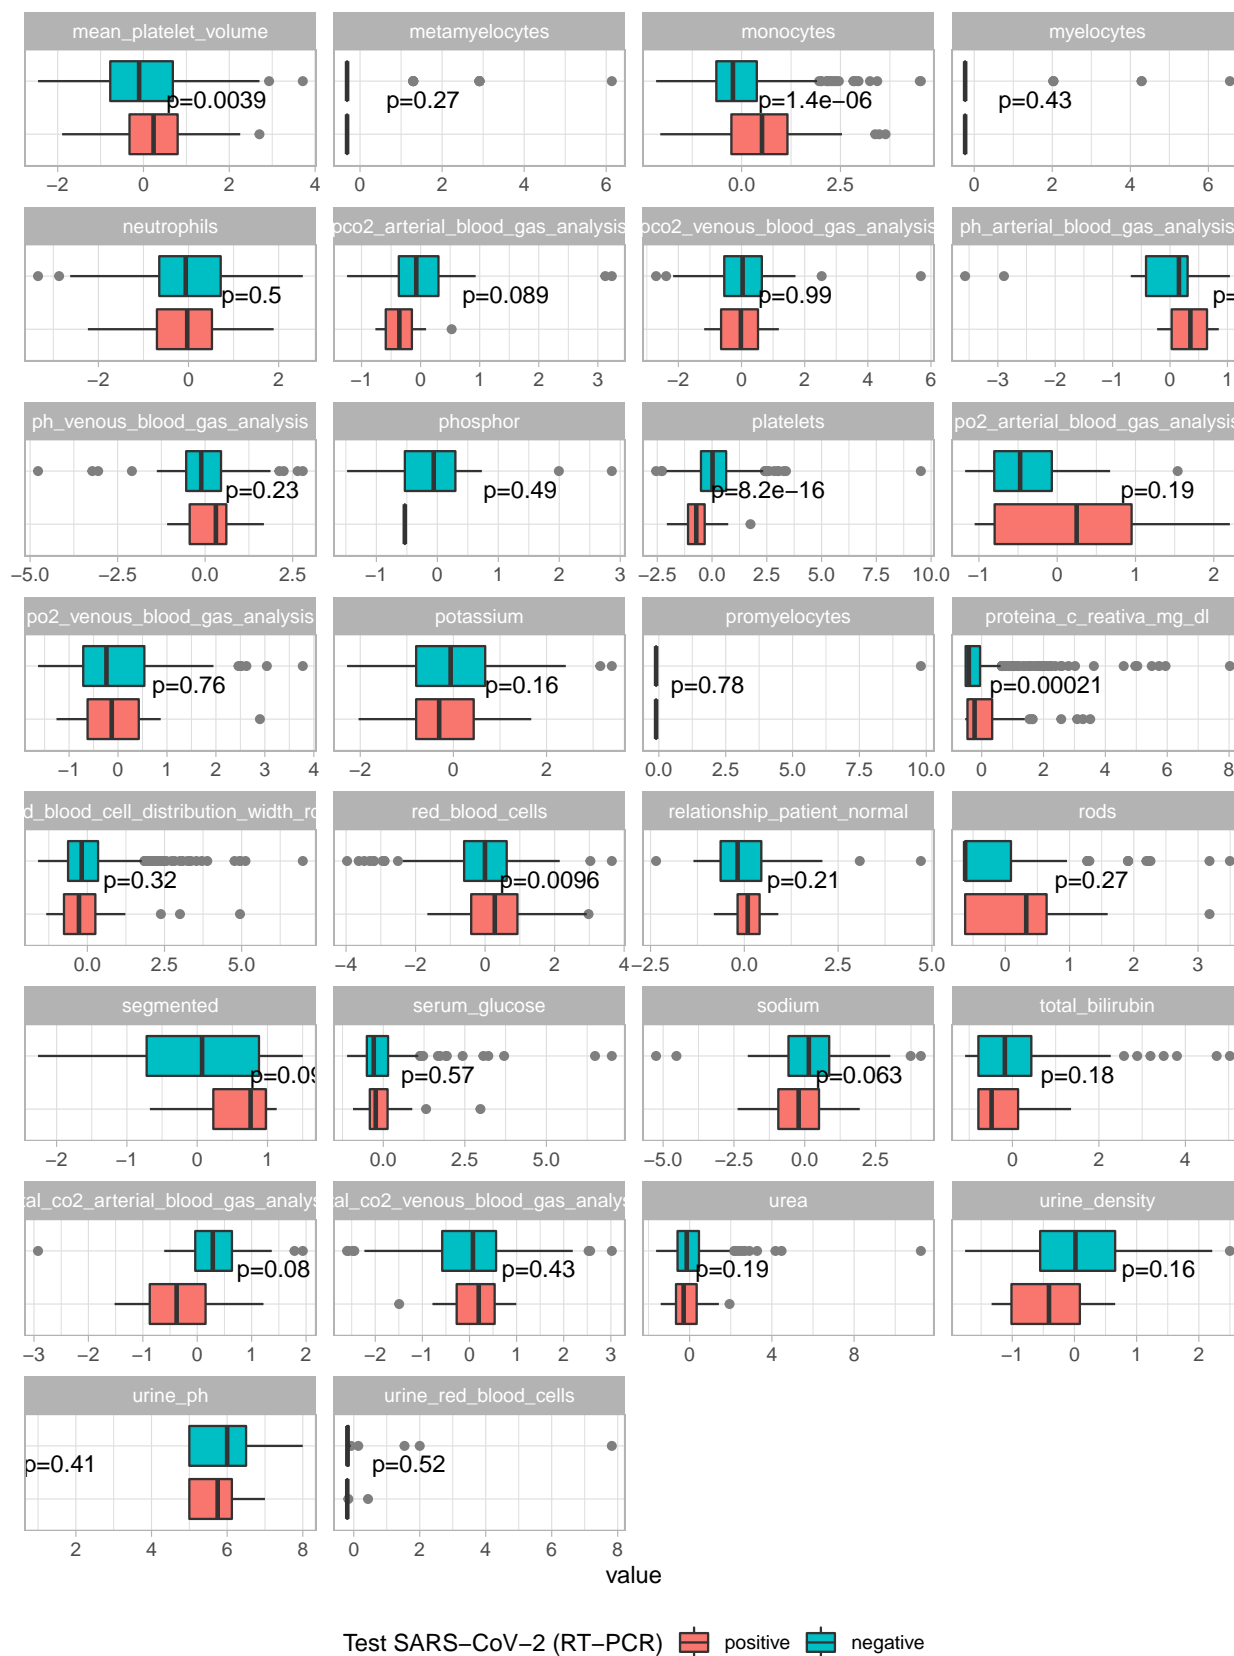 mean_platelet_volume metamyelocytes monocytes myelocytes
p=0.0039 p=0.27 p=1.4e−06 p=0.43
−2 0 2 4 0 2 4 6 0.0 2.5 0 2 4 6
neutrophils pco2_arterial_blood_gas_analysis pco2_venous_blood_gas_analysis ph_arterial_blood_gas_analysis
p=0.5 p=0.089 p=0.99 p=
−2 0 2 −1 0 1 2 3 −2 0 2 4 6 −3 −2 −1 0 1
ph_venous_blood_gas_analysis phosphor platelets po2_arterial_blood_gas_analysis
p=0.23 p=0.49 p=8.2e−16 p=0.19
−5.0 −2.5 0.0 2.5 −1 0 1 2 3 −2.5 0.0 2.5 5.0 7.5 10.0 −1 0 1 2
po2_venous_blood_gas_analysis potassium promyelocytes proteina_c_reativa_mg_dl
p=0.76 p=0.16 p=0.78 p=0.00021
−1 0 1 2 3 4 −2 0 2 0.0 2.5 5.0 7.5 10.0 0 2 4 6 8
d_blood_cell_distribution_width_rd red_blood_cells relationship_patient_normal rods
p=0.32 p=0.0096 p=0.21 p=0.27
0.0 2.5 5.0 −4 −2 0 2 4 −2.5 0.0 2.5 5.0 0 1 2 3
segmented serum_glucose sodium total_bilirubin
p=0.09 p=0.57 p=0.063 p=0.18
−2 −1 0 1 0.0 2.5 5.0 −5.0 −2.5 0.0 2.5 0 2 4
tal_co2_arterial_blood_gas_analys tal_co2_venous_blood_gas_analys urea urine_density
p=0.08 p=0.43 p=0.19 p=0.16
−3 −2 −1 0 1 2 −2 −1 0 1 2 3 0 4 8 −1 0 1 2
urine_ph urine_red_blood_cells
p=0.41 p=0.52
2 4 6 8 0 2 4 6 8
value
Test SARS−CoV−2 (RT−PCR) positive negative